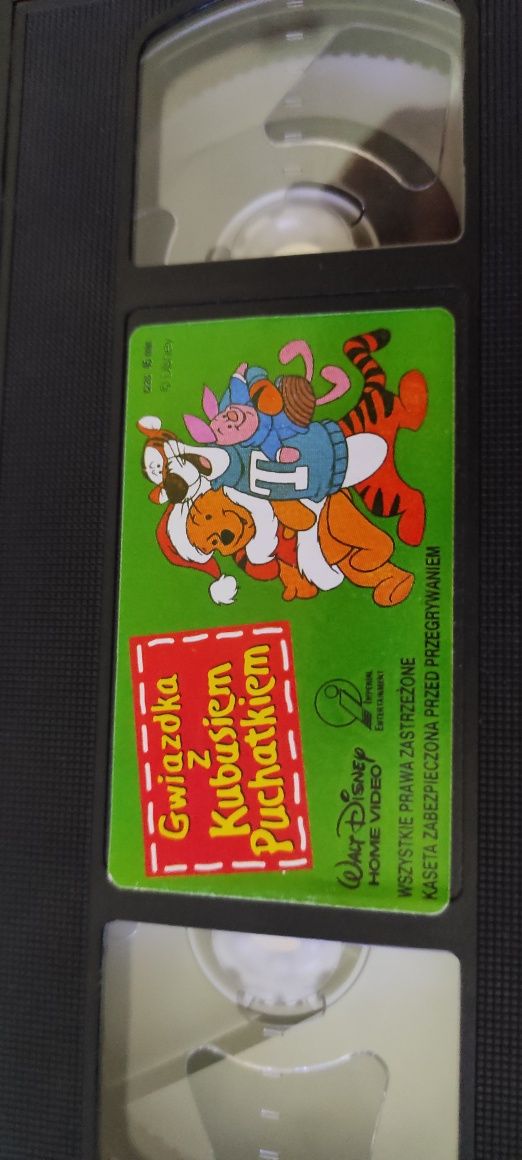 Gwiazdka
z
Kubusiem
Puchatkiem
© Disney
WALT DISNEY
HOME VIDEO
IMPERIAL
ENTERTAINMENT
WSZYSTKIE PRAWA ZASTRZEŻONE
KASETA ZABEZPIECZONA PRZED PRZEGRYWANIEM